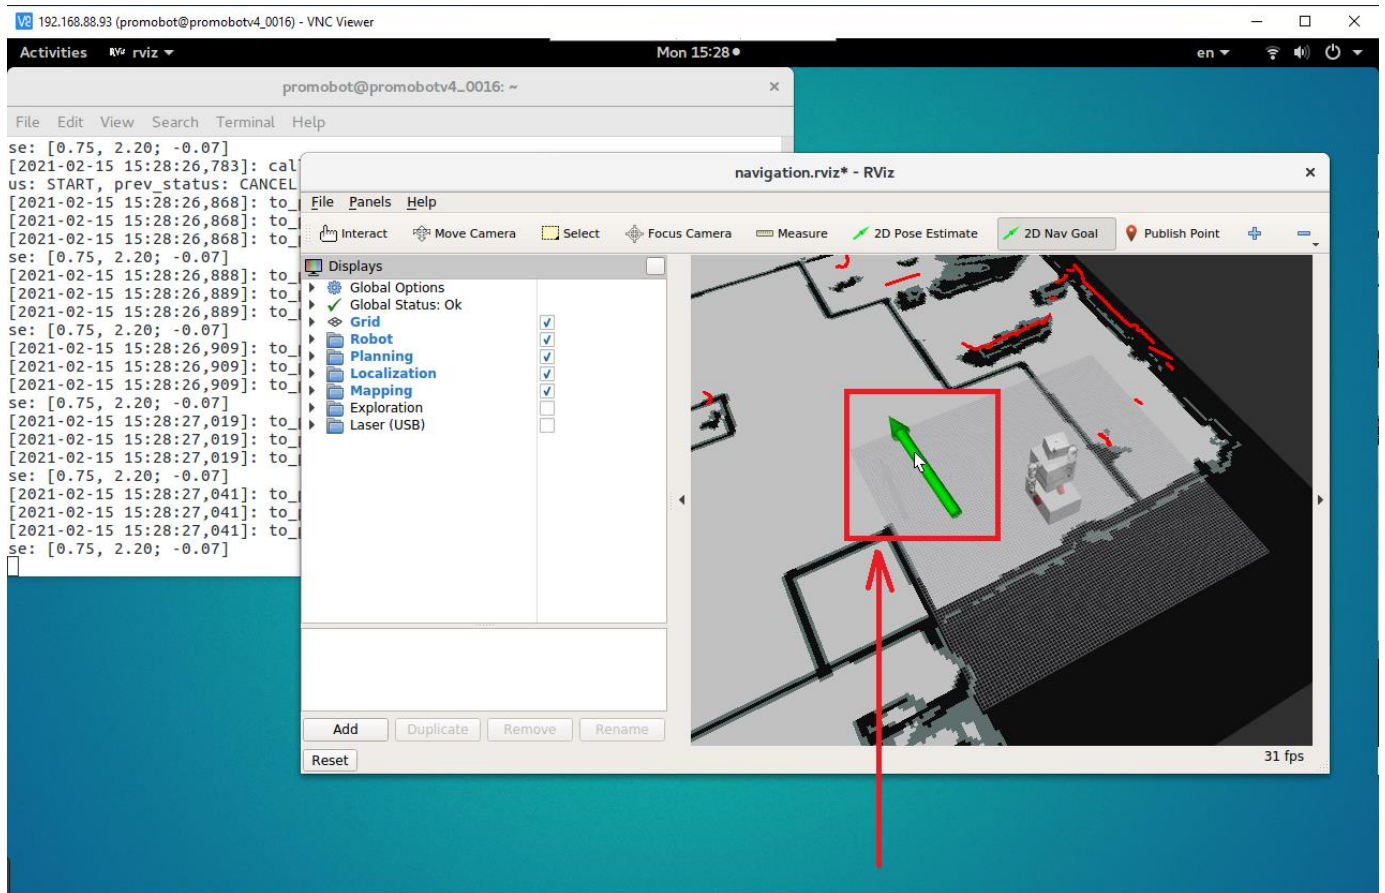 192.168.88.93 (promobot@promobotv4_0016) - VNC Viewer
Activities rviz Mon 15:28 en
promobot@promobotv4_0016: ~
File Edit View Search Terminal Help
se: [0.75, 2.20; -0.07]
[2021-02-15 15:28:26,783]: cal
us: START, prev_status: CANCEL
[2021-02-15 15:28:26,868]: to_
[2021-02-15 15:28:26,868]: to_
[2021-02-15 15:28:26,868]: to_
se: [0.75, 2.20; -0.07]
[2021-02-15 15:28:26,888]: to_
[2021-02-15 15:28:26,889]: to_
[2021-02-15 15:28:26,889]: to_
se: [0.75, 2.20; -0.07]
[2021-02-15 15:28:26,909]: to_
[2021-02-15 15:28:26,909]: to_
[2021-02-15 15:28:26,909]: to_
se: [0.75, 2.20; -0.07]
[2021-02-15 15:28:27,019]: to_
[2021-02-15 15:28:27,019]: to_
[2021-02-15 15:28:27,019]: to_
se: [0.75, 2.20; -0.07]
[2021-02-15 15:28:27,041]: to_
[2021-02-15 15:28:27,041]: to_
[2021-02-15 15:28:27,041]: to_
se: [0.75, 2.20; -0.07]
navigation.rviz* - RViz
File Panels Help
Interact Move Camera Select Focus Camera Measure 2D Pose Estimate 2D Nav Goal Publish Point
Displays
Global Options
Global Status: Ok
Grid
Robot
Planning
Localization
Mapping
Exploration
Laser (USB)
Add Duplicate Remove Rename
Reset
31 fps